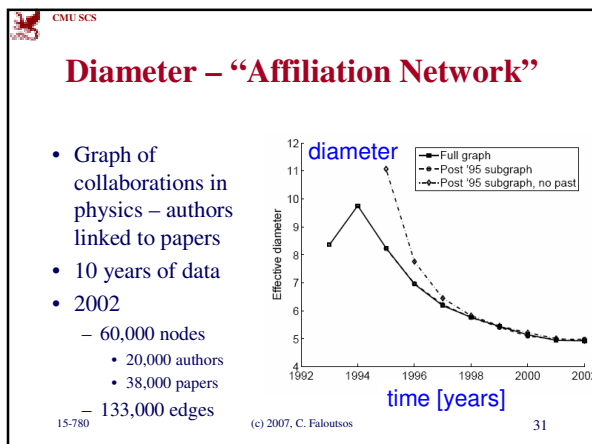 CMU SCS
Diameter – “Affiliation Network”
• Graph of
collaborations in
physics – authors
linked to papers
• 10 years of data
• 2002
– 60,000 nodes
• 20,000 authors
• 38,000 papers
– 133,000 edges
diameter
Full graph
Post '95 subgraph
Post '95 subgraph, no past
Effective diameter
12
11
10
9
8
7
6
5
4
1992 1994 1996 1998 2000 2002
time [years]
15-780 (c) 2007, C. Faloutsos 31